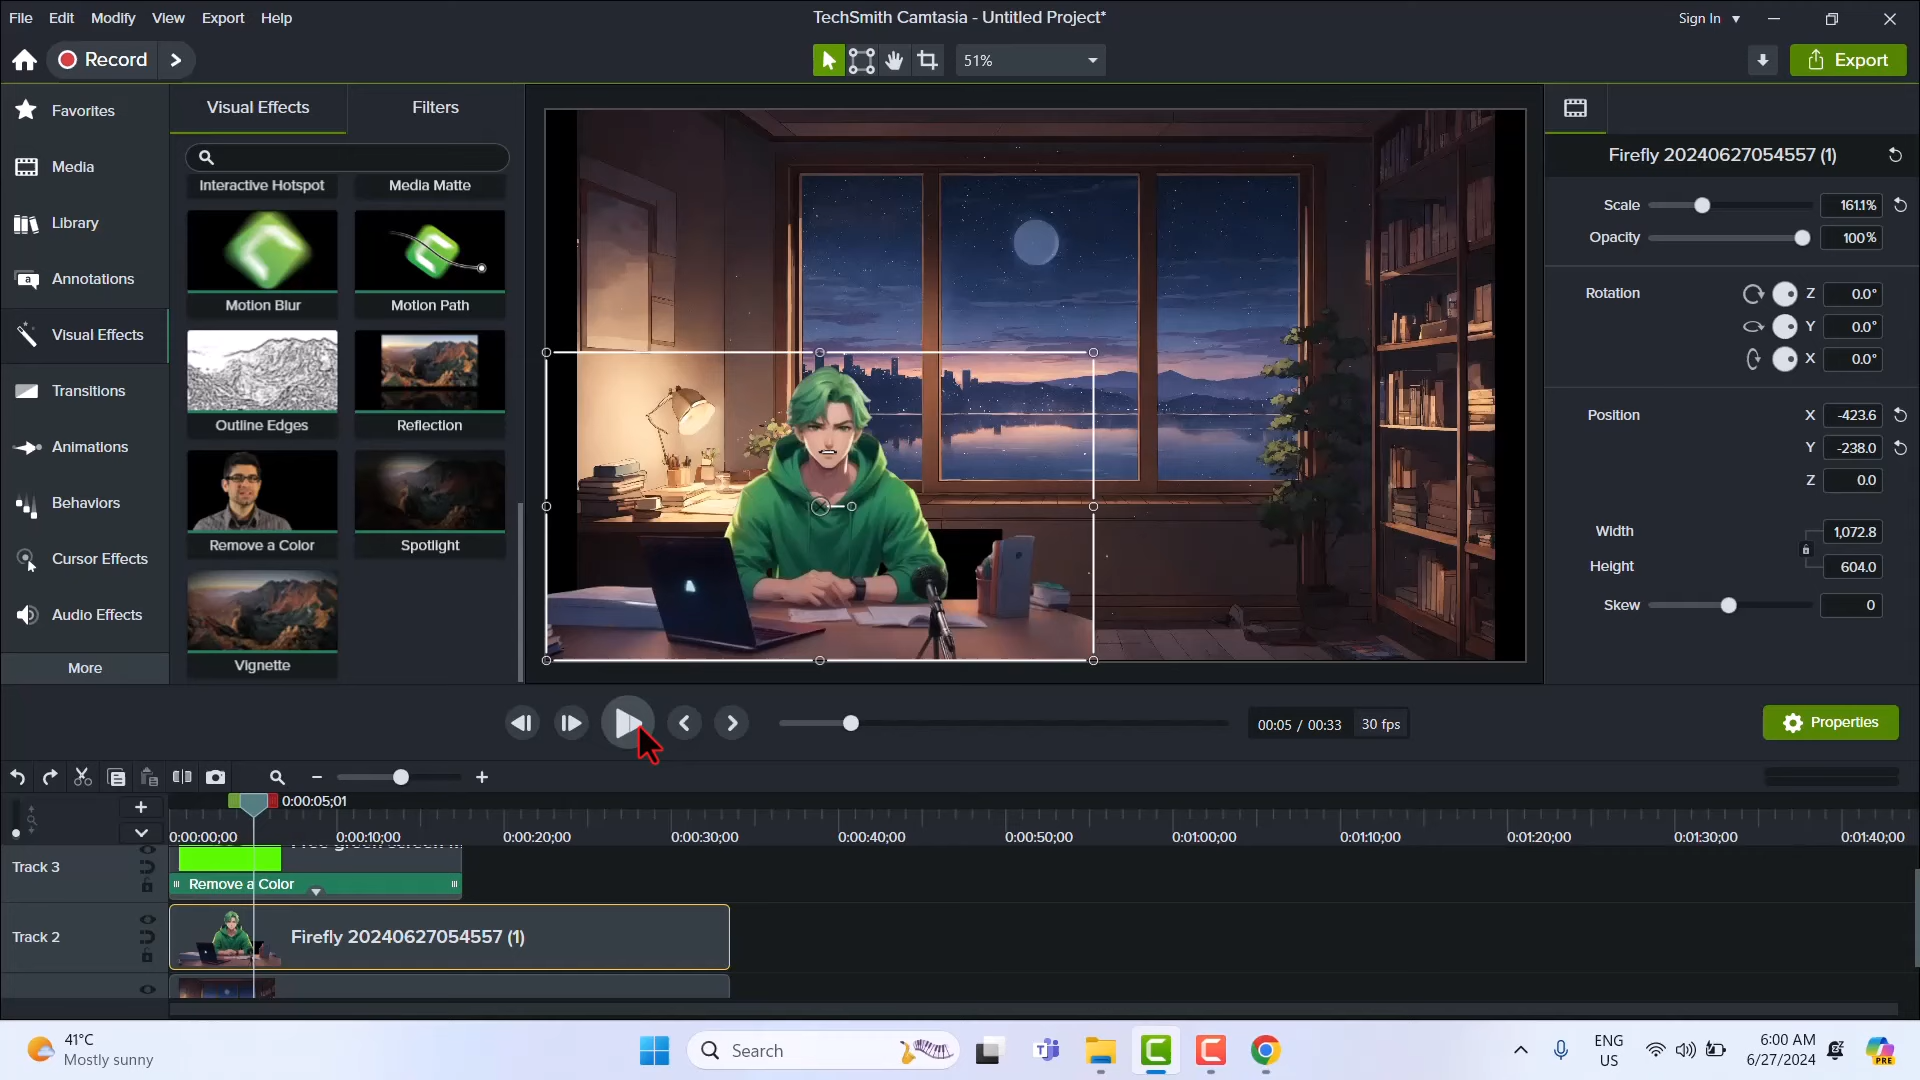 File Edit Modify View Export Help
TechSmith Camtasia - Untitled Project*
Sign In
Record
51%
Export
Favorites
Media
Library
Annotations
Visual Effects
Transitions
Animations
Behaviors
Cursor Effects
Audio Effects
More
Visual Effects Filters
Interactive Hotspot Media Matte
Motion Blur Motion Path
Outline Edges Reflection
Remove a Color Spotlight
Vignette
Firefly 20240627054557 (1)
Scale 161.1%
Opacity 100%
Rotation Z 0.0°
Y 0.0°
X 0.0°
Position X -423.6
Y -238.0
Z 0.0
Width 1,072.8
Height 604.0
Skew 0
00:05 / 00:33 30 fps
Properties
0:00:05;01
0:00:00;00 0:00:10;00 0:00:20;00 0:00:30;00 0:00:40;00 0:00:50;00 0:01:00;00 0:01:10;00 0:01:20;00 0:01:30;00 0:01:40;00
Track 3
Remove a Color
Track 2
Firefly 20240627054557 (1)
41°C
Mostly sunny
Search
ENG
US
6:00 AM
6/27/2024
PRE